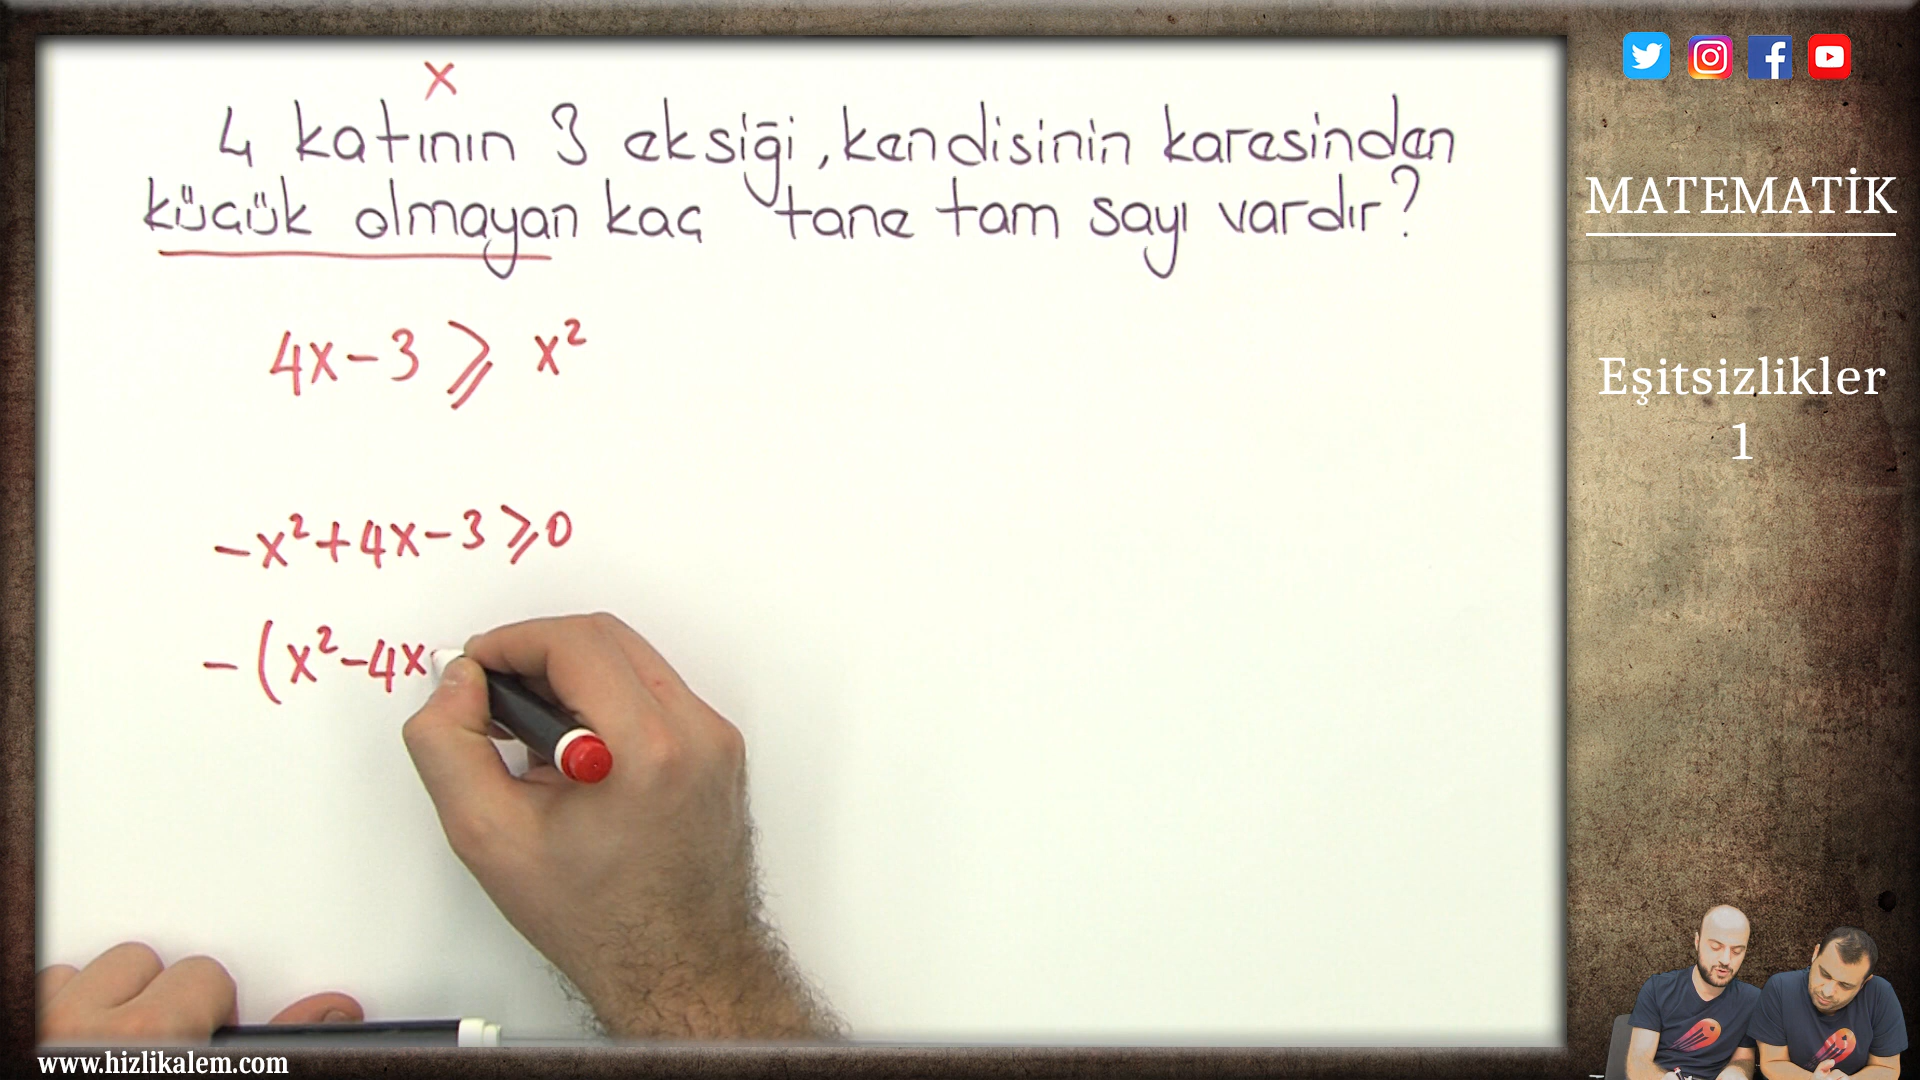 x
4 katının 3 eksiği, kendisinin karesinden
küçük olmayan kaç tane tam sayı vardır?
4x-3 ⩾ x²
-x²+4x-3⩾0
-(x²-4x
MATEMATİK
Eşitsizlikler
1
www.hizlikalem.com